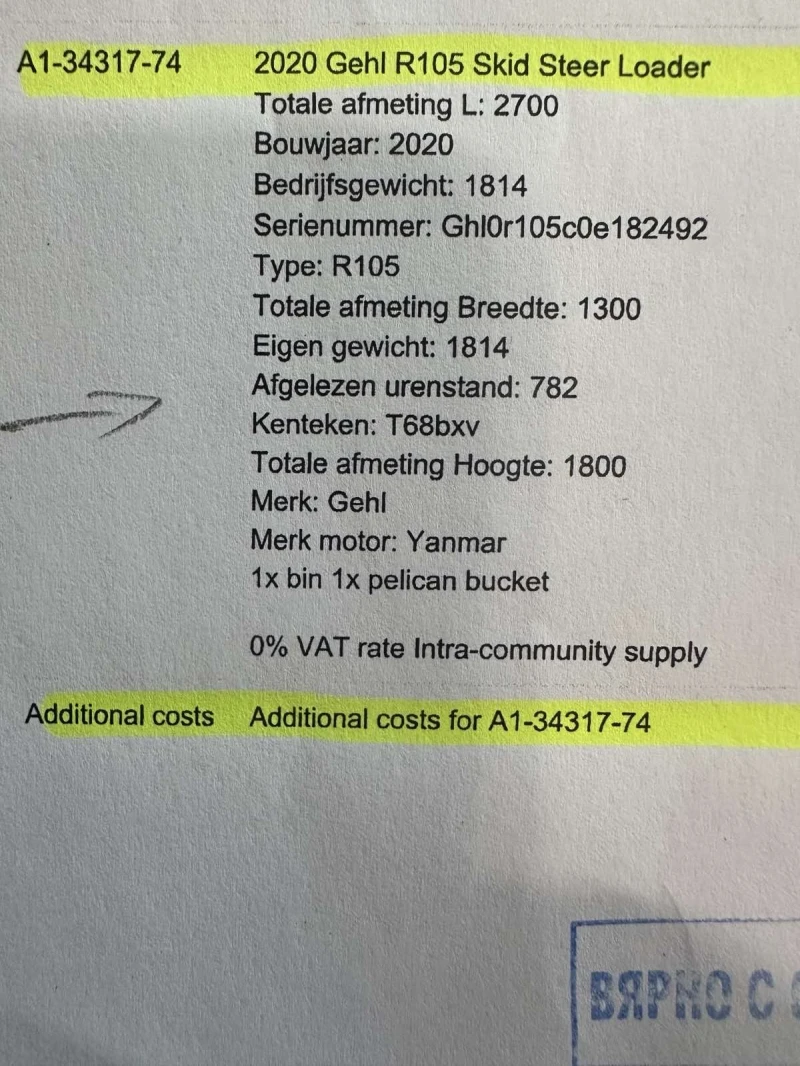 A1-34317-74 2020 Gehl R105 Skid Steer Loader
Totale afmeting L: 2700
Bouwjaar: 2020
Bedrijfsgewicht: 1814
Serienummer: Ghl0r105c0e182492
Type: R105
Totale afmeting Breedte: 1300
Eigen gewicht: 1814
Afgelezen urenstand: 782
Kenteken: T68bxv
Totale afmeting Hoogte: 1800
Merk: Gehl
Merk motor: Yanmar
1x bin 1x pelican bucket
0% VAT rate Intra-community supply
Additional costs Additional costs for A1-34317-74
ВЯРНО С